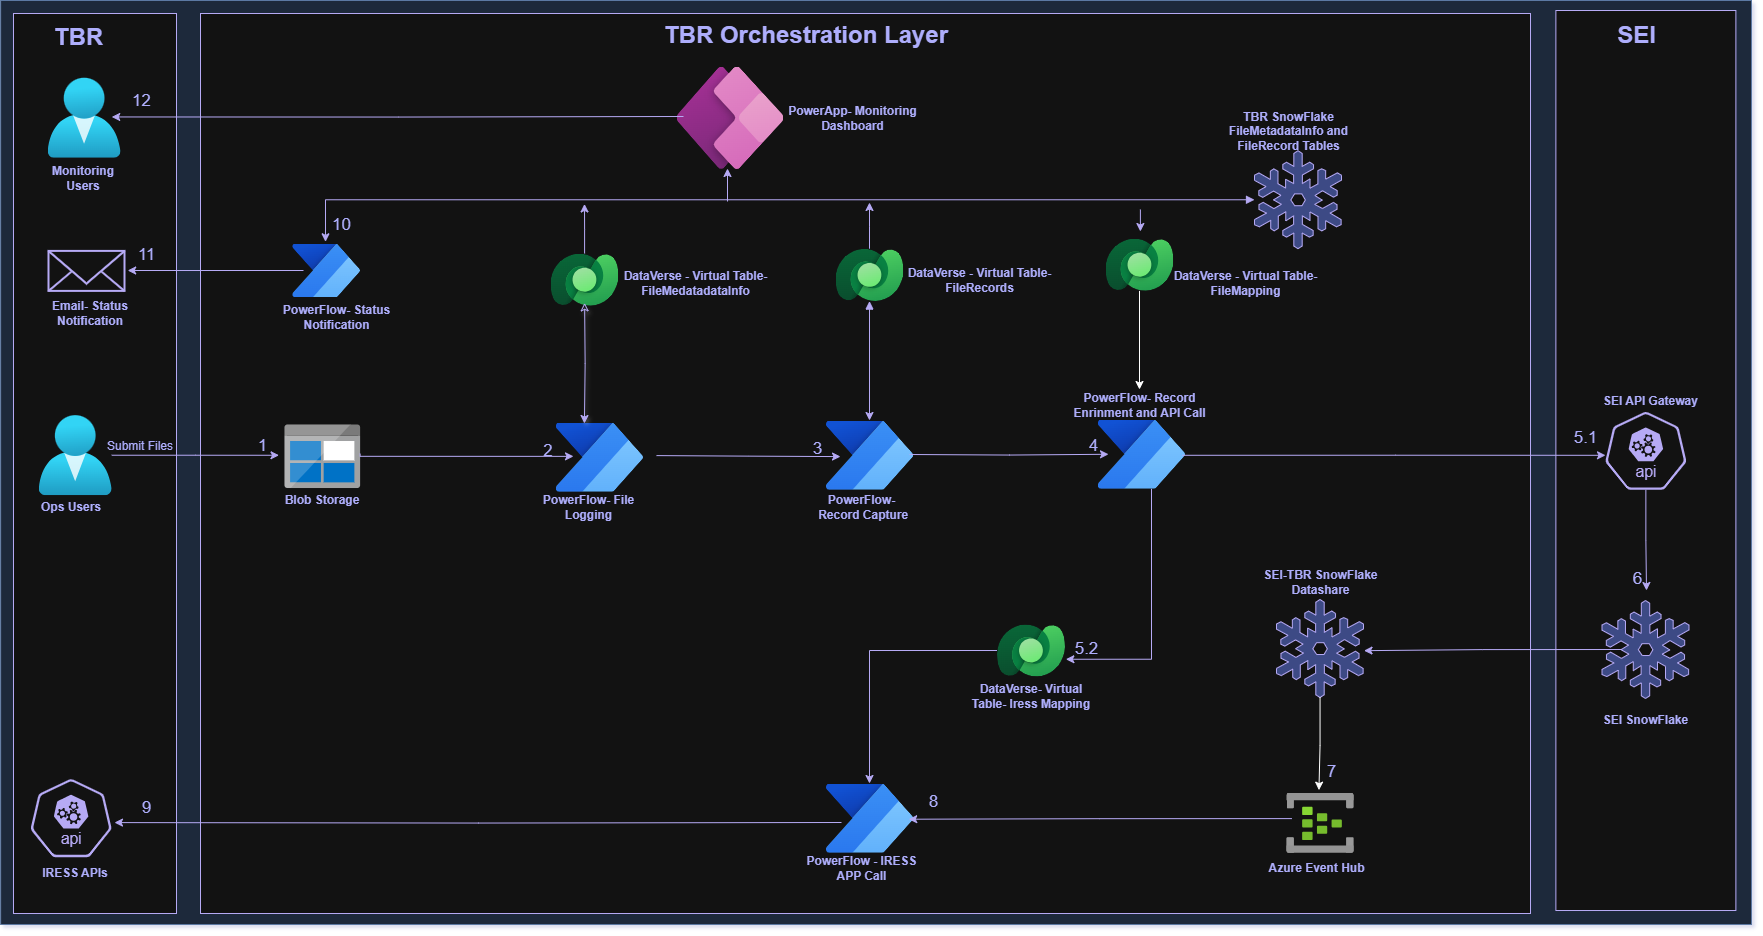 TBR
TBR Orchestration Layer
SEI
12
PowerApp- Monitoring
Dashboard
TBR SnowFlake
FileMetadataInfo and
FileRecord Tables
Monitoring
Users
10
11
Email- Status
Notification
PowerFlow- Status
Notification
DataVerse - Virtual Table-
FileMedatadataInfo
DataVerse - Virtual Table-
FileRecords
DataVerse - Virtual Table-
FileMapping
PowerFlow- Record
Enrinment and API Call
SEI API Gateway
Submit Files
1
2
3
4
5.1
api
Ops Users
Blob Storage
PowerFlow- File
Logging
PowerFlow-
Record Capture
6
SEI-TBR SnowFlake
Datashare
5.2
DataVerse- Virtual
Table- Iress Mapping
SEI SnowFlake
7
8
9
api
IRESS APIs
PowerFlow - IRESS
APP Call
Azure Event Hub